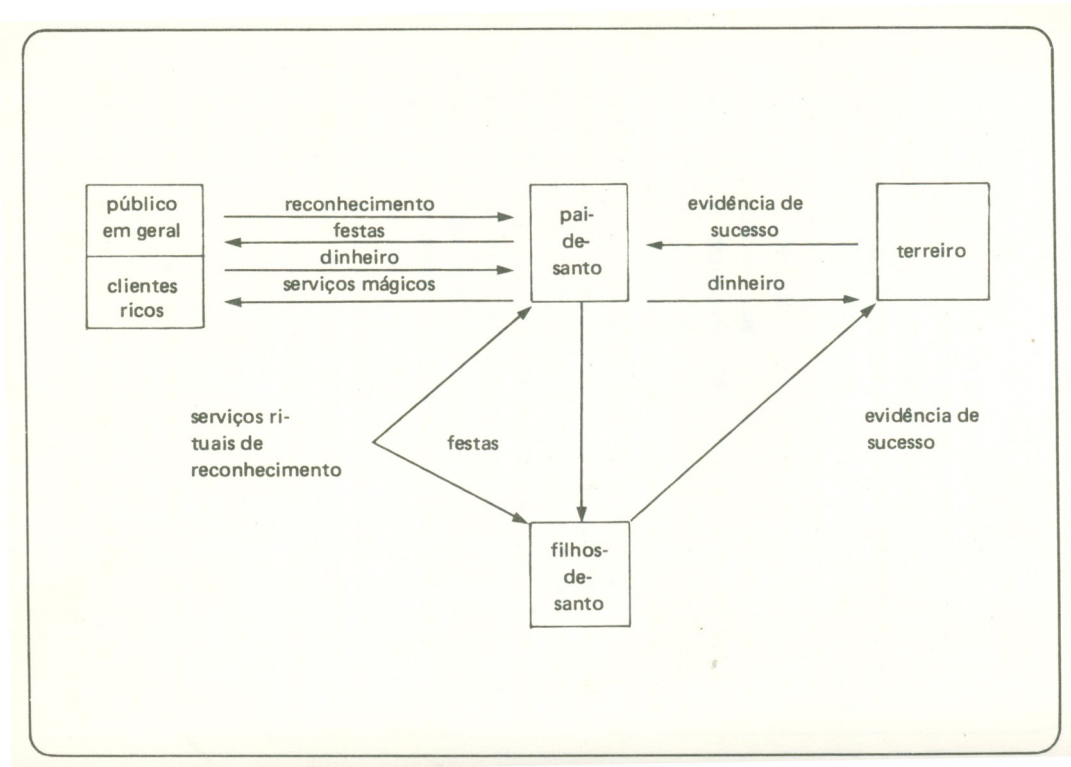 público
em geral
clientes
ricos
reconhecimento
festas
dinheiro
serviços mágicos
pai-
de-
santo
evidência de
sucesso
dinheiro
terreiro
serviços ri-
tuais de
reconhecimento
festas
evidência de
sucesso
filhos-
de-
santo